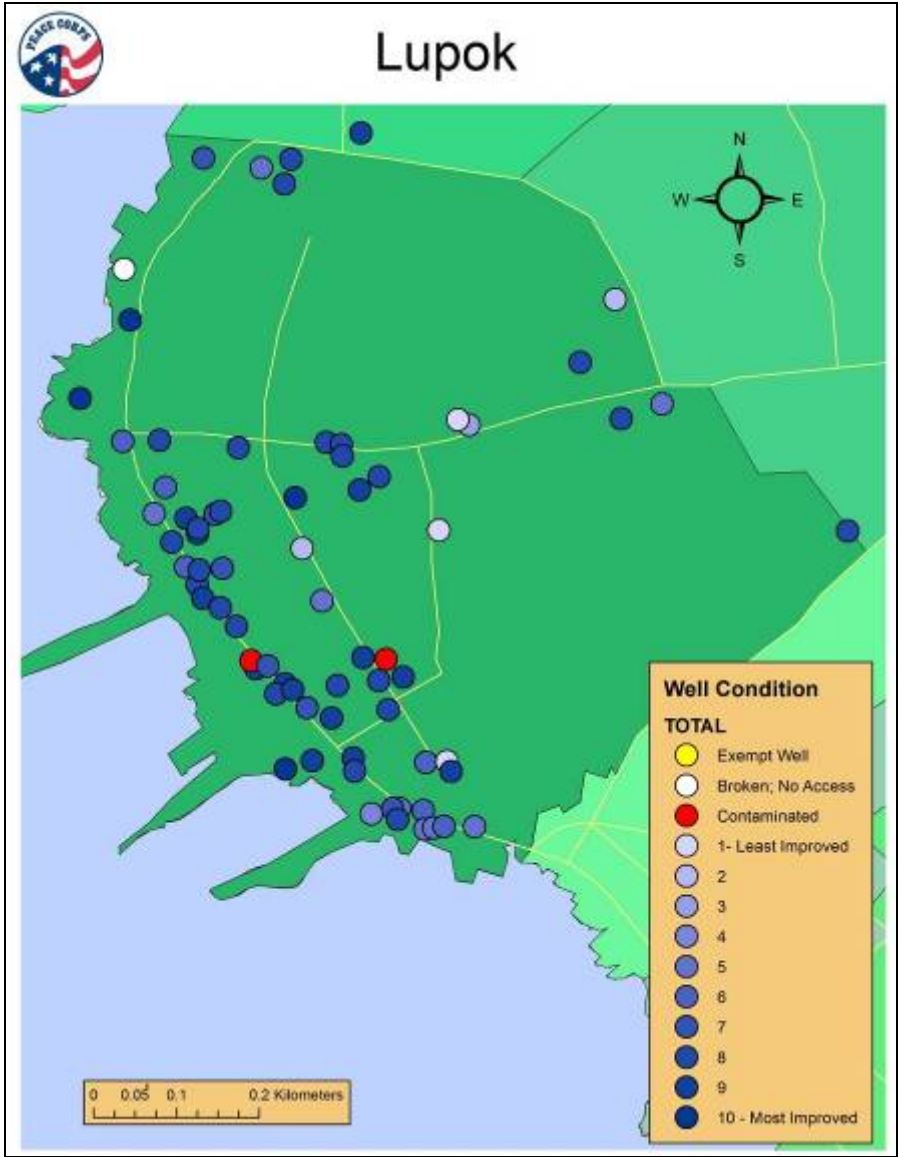 PEACE CORPS
Lupok
N
W
E
S
Well Condition
TOTAL
Exempt Well
Broken; No Access
Contaminated
1- Least Improved
2
3
4
5
6
7
8
9
10 - Most Improved
0 0.05 0.1 0.2 Kilometers